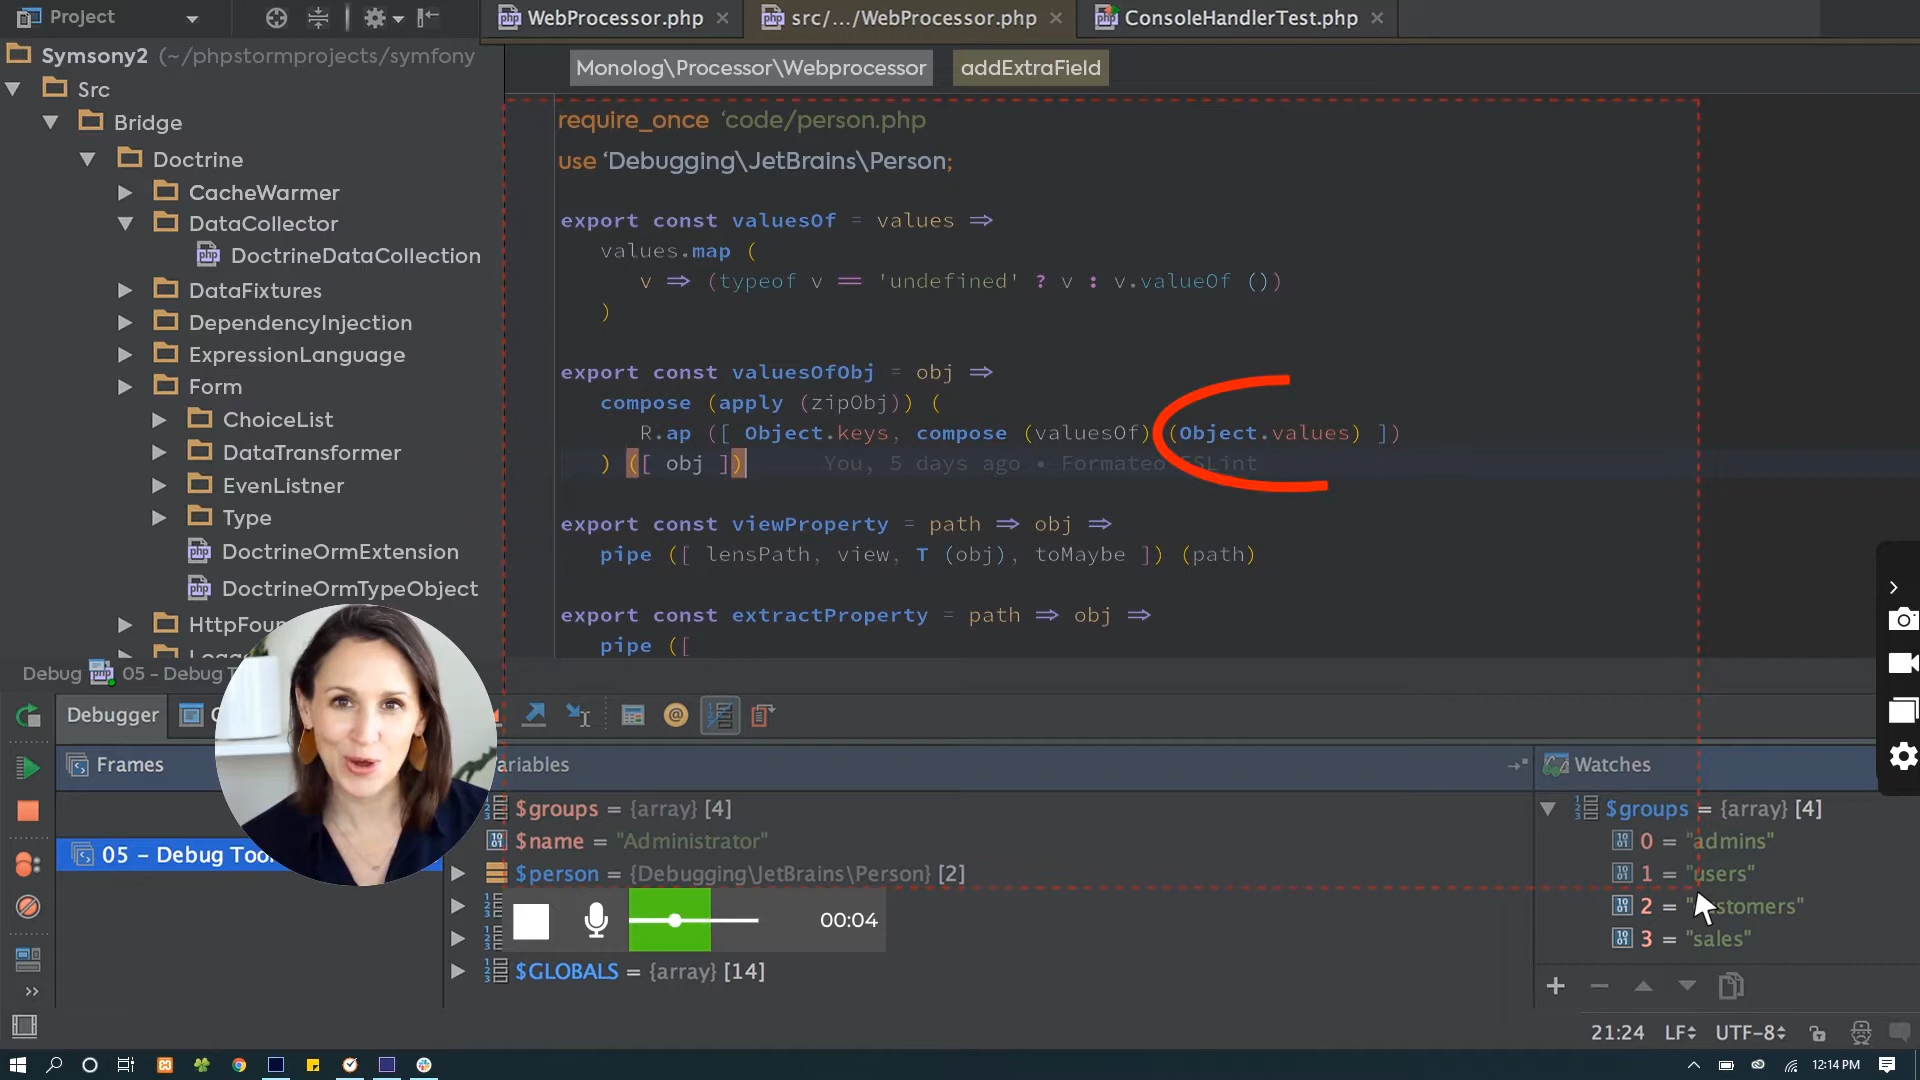 Project
WebProcessor.php
src/.../WebProcessor.php
ConsoleHandlerTest.php
Symsony2 (~/phpstormprojects/symfony
Monolog\Processor\Webprocessor
addExtraField
Src
Bridge
Doctrine
CacheWarmer
DataCollector
DoctrineDataCollection
DataFixtures
DependencyInjection
ExpressionLanguage
Form
ChoiceList
DataTransformer
EvenListner
Type
DoctrineOrmExtension
DoctrineOrmTypeObject
HttpFoun
require_once ‘code/person.php
use ‘Debugging\JetBrains\Person;
export const valuesOf = values ⇒
values.map (
v ⇒ (typeof v == 'undefined' ? v : v.valueOf ())
)
export const valuesOfObj = obj ⇒
compose (apply (zipObj)) (
R.ap ([ Object.keys, compose (valuesOf) (Object.values) ])
) ([ obj ]) You, 5 days ago • Formateo ESLint
export const viewProperty = path ⇒ obj ⇒
pipe ([ lensPath, view, T (obj), toMaybe ]) (path)
export const extractProperty = path ⇒ obj ⇒
pipe ([
Debug
05 – Debug To
Debugger
Frames
ariables
Watches
05 – Debug Too
$groups = {array} [4]
$name = "Administrator"
$person = {Debugging\JetBrains\Person} [2]
00:04
$GLOBALS = {array} [14]
$groups = {array} [4]
0 = "admins"
1 = "users"
2 = "customers"
3 = "sales"
21:24
LF
UTF-8
12:14 PM